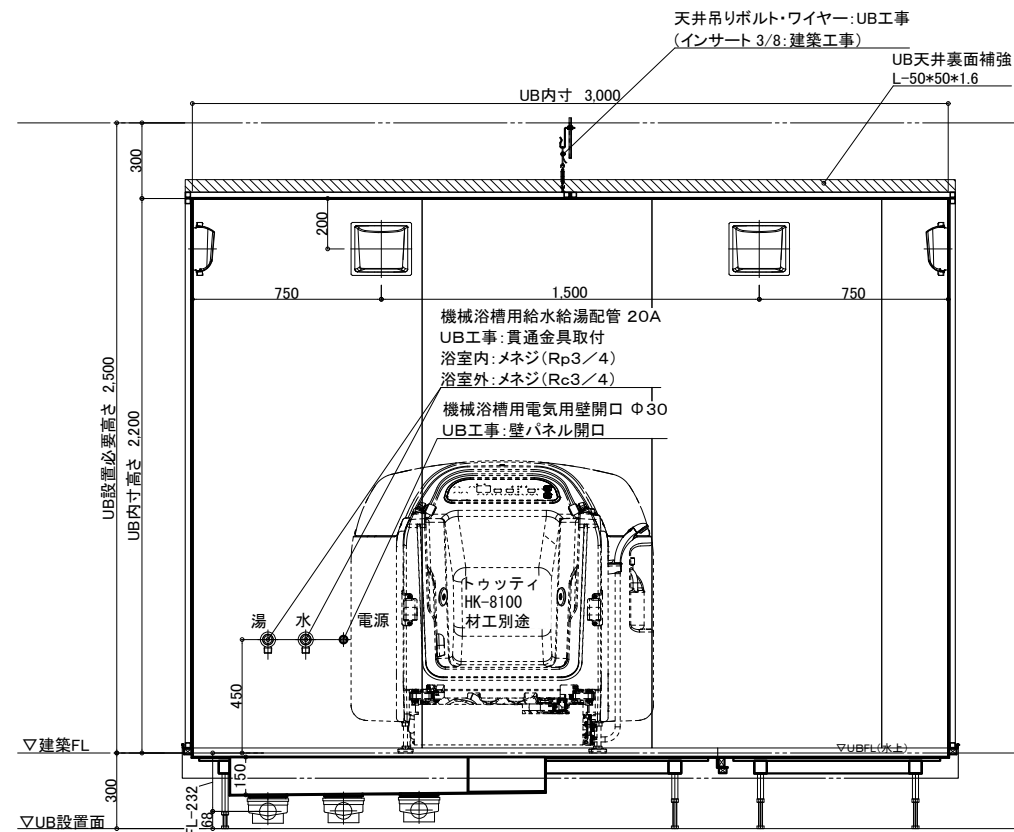 天井吊りボルト・ワイヤー:UB工事
(インサート 3/8:建築工事)
UB天井裏面補強
L-50*50*1.6
UB内寸 3,000
300
200
750
1,500
750
機械浴槽用給水給湯配管 20A
UB工事:貫通金具取付
浴室内:メネジ(Rp3/4)
浴室外:メネジ(Rc3/4)
機械浴槽用電気用壁開口 Φ30
UB工事:壁パネル開口
UB設置必要高さ 2,500
UB内寸高さ 2,200
トゥッティ
HK-8100
材工別途
湯
水
電源
450
▽建築FL
▽UBFL(水上)
150
300
FL-232
68
▽UB設置面